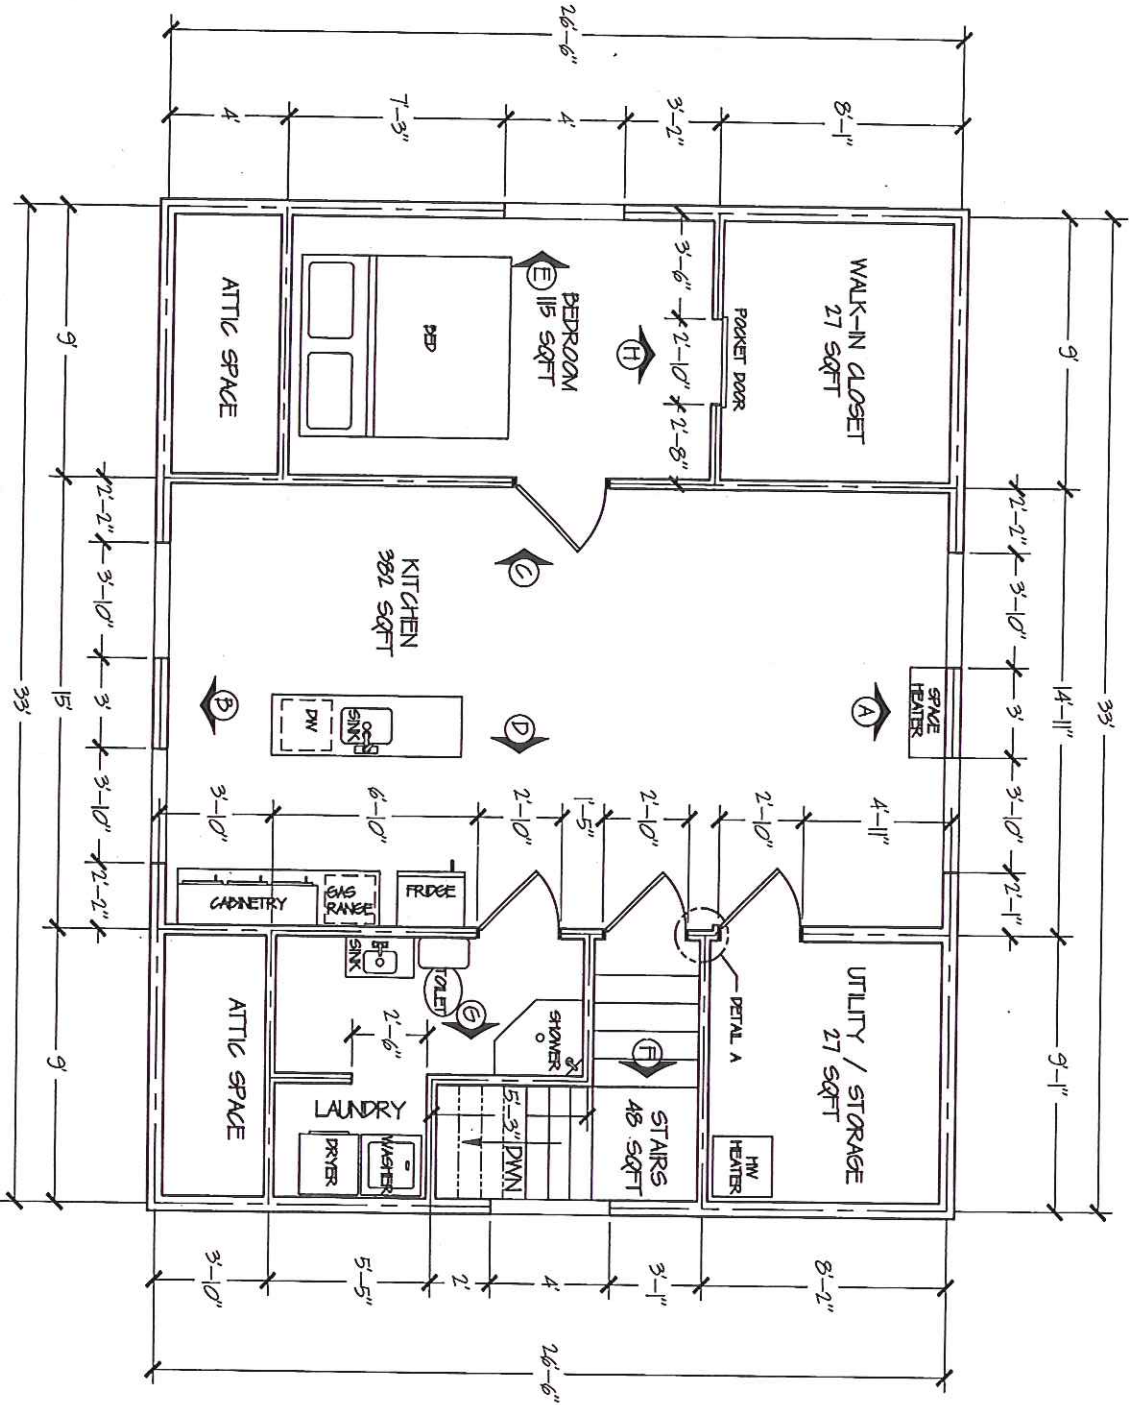 33'
9' 14'-11" 9'-1"
2'-2" 3'-10" 3' 3'-10" 2'-1"
SPACE
HEATER
WALK-IN CLOSET
27 SQFT
UTILITY / STORAGE
27 SQFT
8'-1"
4'-11"
8'-2"
A
POCKET DOOR
2'-10"
DETAIL A
HW
HEATER
3'-6" 2'-10" 2'-8"
3'-2"
H
2'-10"
F
STAIRS
48 SQFT
3'-1"
26'-6"
BEDROOM
115 SQFT
E
4'
1'-5"
SHOWER
4'
26'-6"
C
D
2'-10"
5'-3"
DWN
G
2'
BED
7'-3"
KITCHEN
382 SQFT
FRIDGE
TOILET
2'-6"
LAUNDRY
WASHER
DRYER
5'-5"
SINK
DW
6'-10"
GAS
RANGE
SINK
ATTIC SPACE
4'
B
3'-10"
CABINETRY
ATTIC SPACE
3'-10"
2'-2" 3'-10" 3' 3'-10" 2'-2"
9' 15' 9'
33'